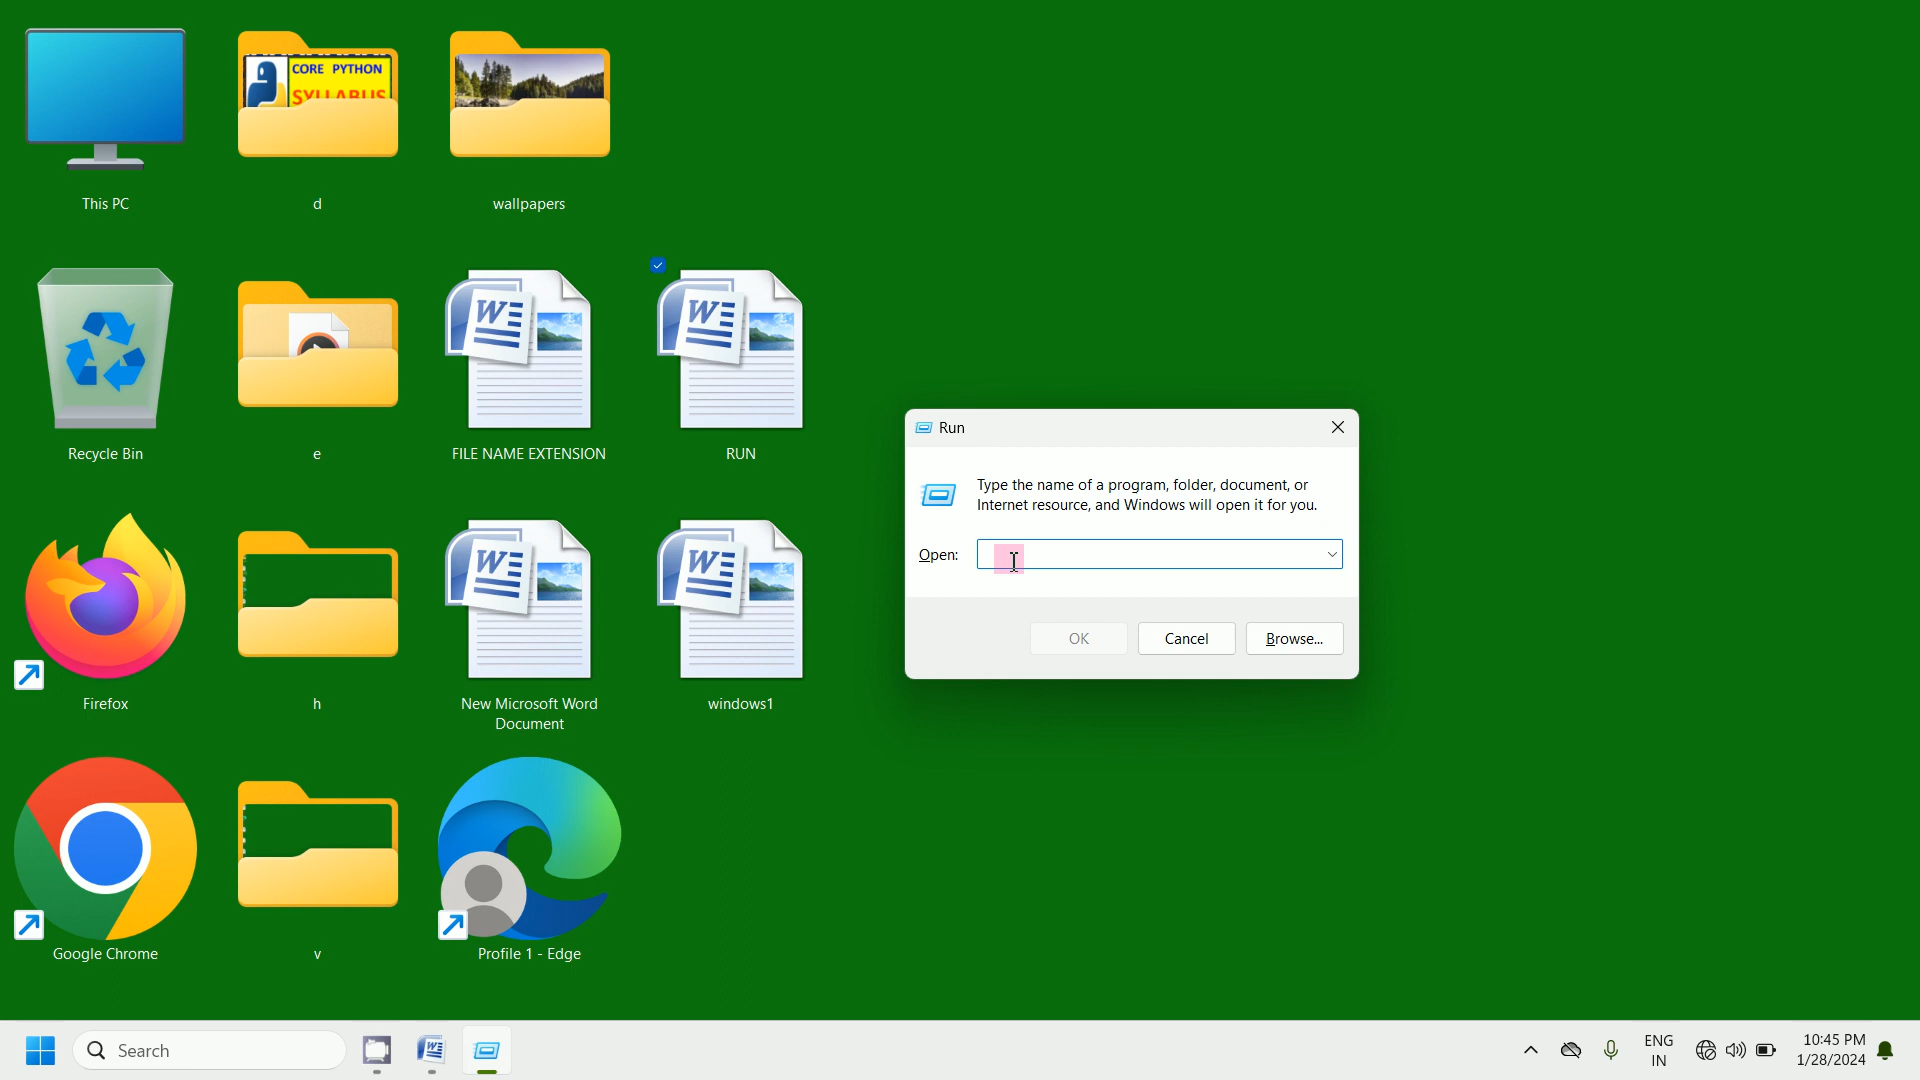 CORE PYTHON
SYLLABUS
This PC
d
wallpapers
Recycle Bin
e
FILE NAME EXTENSION
RUN
Firefox
h
New Microsoft Word
Document
windows1
Google Chrome
v
Profile 1 - Edge
Run
Type the name of a program, folder, document, or
Internet resource, and Windows will open it for you.
Open:
OK
Cancel
Browse...
Search
ENG
IN
10:45 PM
1/28/2024